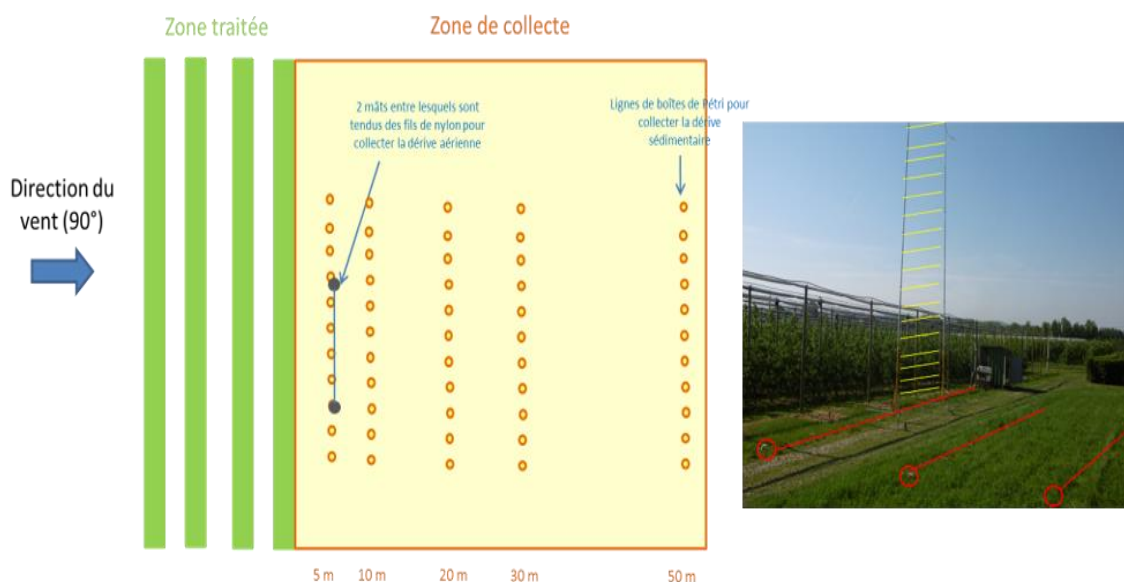 Zone traitée
Zone de collecte
2 mâts entre lesquels sont
tendus des fils de nylon pour
collecter la dérive aérienne
Lignes de boîtes de Pétri pour
collecter la dérive
sédimentaire
Direction du
vent (90°)
5 m
10 m
20 m
30 m
50 m